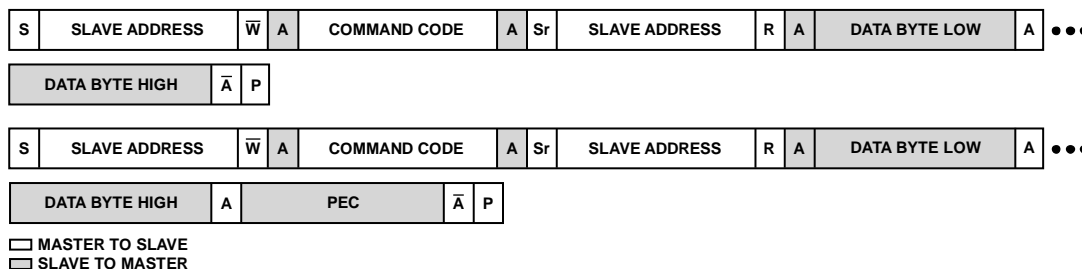 S SLAVE ADDRESS W̅ A COMMAND CODE A Sr SLAVE ADDRESS R A DATA BYTE LOW A •••
DATA BYTE HIGH A̅ P
S SLAVE ADDRESS W̅ A COMMAND CODE A Sr SLAVE ADDRESS R A DATA BYTE LOW A •••
DATA BYTE HIGH A PEC A̅ P
MASTER TO SLAVE
SLAVE TO MASTER